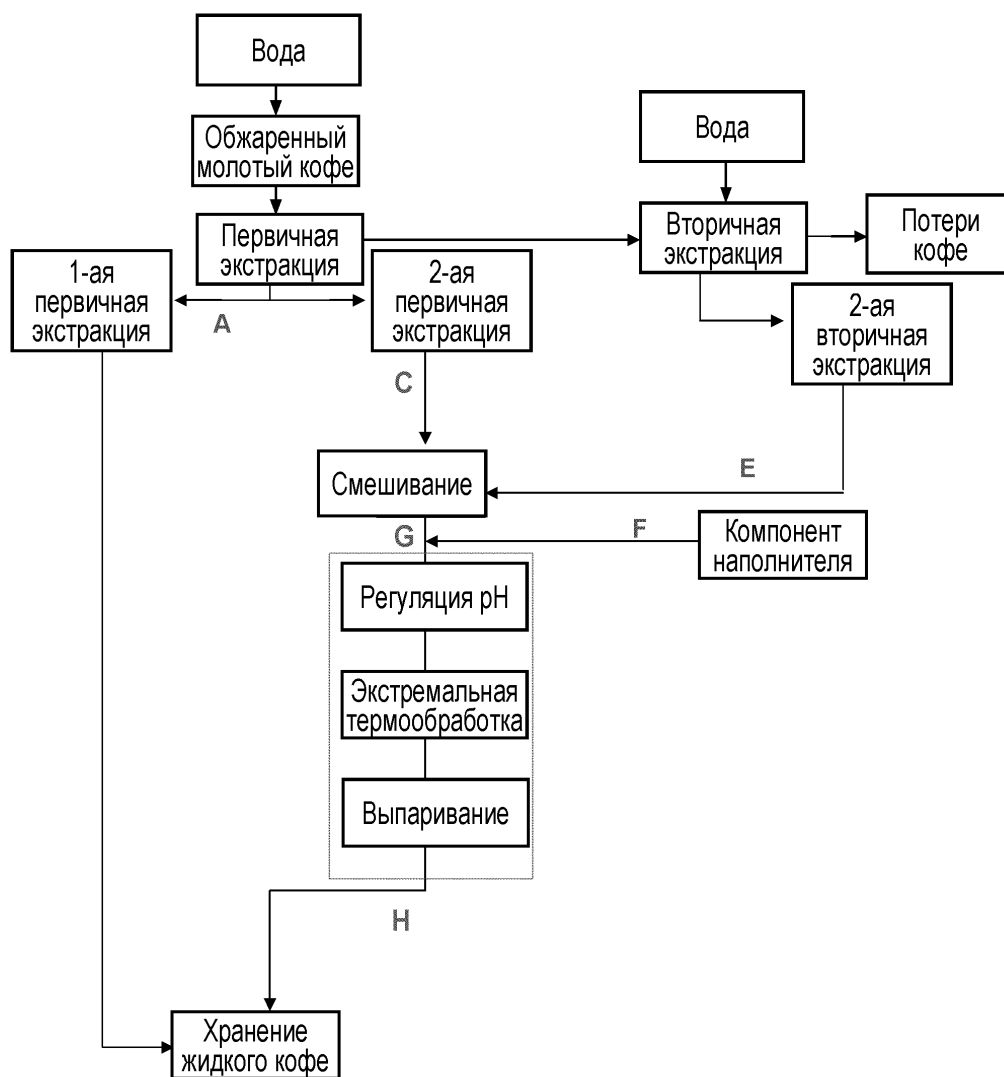 Вода
Обжаренный
молотый кофе
Первичная
экстракция
Вода
Вторичная
экстракция
Потери
кофе
1-ая
первичная
экстракция
A
2-ая
первичная
экстракция
2-ая
вторичная
экстракция
C
E
Смешивание
G
F
Компонент
наполнителя
Регуляция pH
Экстремальная
термообработка
Выпаривание
H
Хранение
жидкого кофе